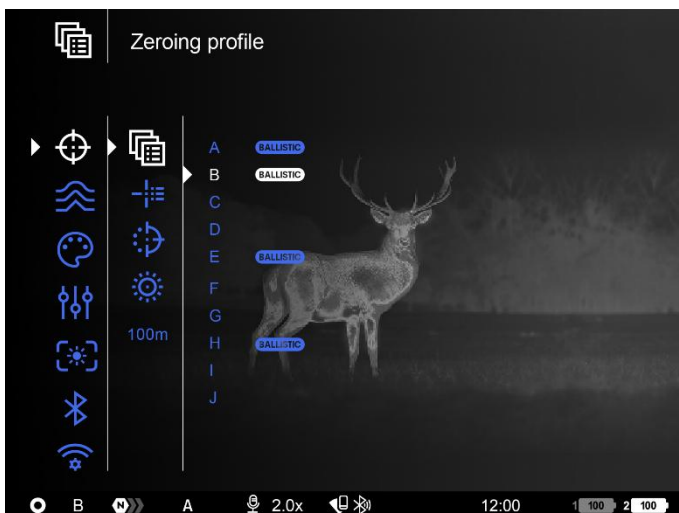 Zeroing profile
A BALLISTIC
B BALLISTIC
C
D
E BALLISTIC
F
G
100m
H BALLISTIC
I
J
B N A 2.0x 12:00 1 100 2 100